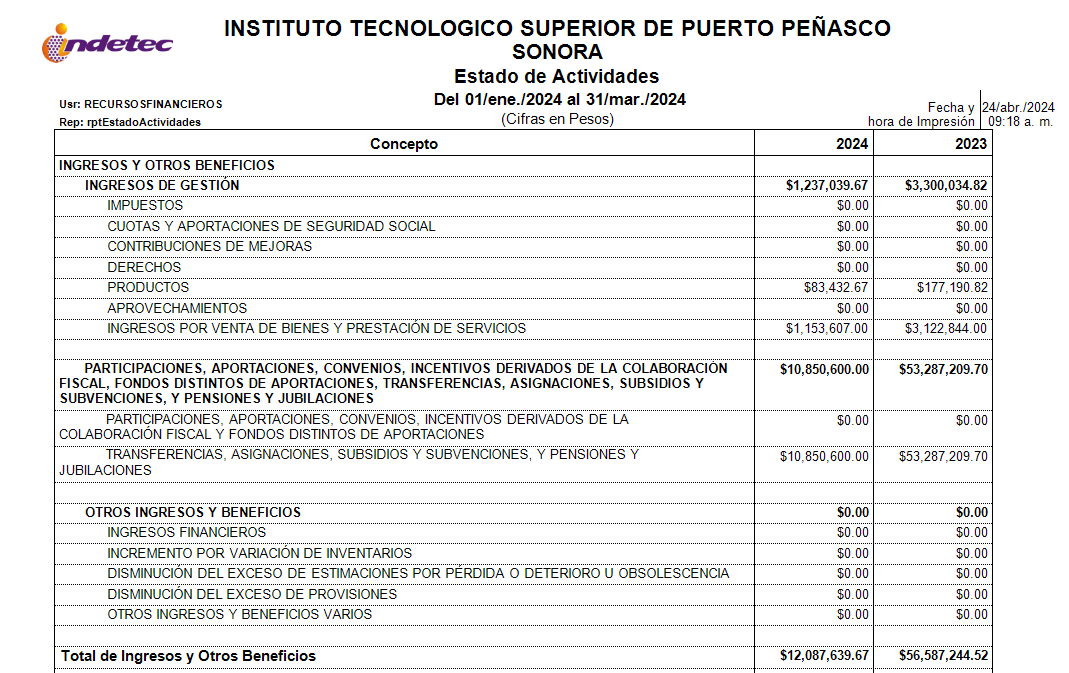 indetec
INSTITUTO TECNOLOGICO SUPERIOR DE PUERTO PEÑASCO
SONORA
Estado de Actividades
Del 01/ene./2024 al 31/mar./2024
(Cifras en Pesos)
Usr: RECURSOSFINANCIEROS
Rep: rptEstadoActividades
Fecha y 24/abr./2024
hora de Impresión 09:18 a. m.
Concepto 2024 2023
INGRESOS Y OTROS BENEFICIOS
INGRESOS DE GESTIÓN $1,237,039.67 $3,300,034.82
IMPUESTOS $0.00 $0.00
CUOTAS Y APORTACIONES DE SEGURIDAD SOCIAL $0.00 $0.00
CONTRIBUCIONES DE MEJORAS $0.00 $0.00
DERECHOS $0.00 $0.00
PRODUCTOS $83,432.67 $177,190.82
APROVECHAMIENTOS $0.00 $0.00
INGRESOS POR VENTA DE BIENES Y PRESTACIÓN DE SERVICIOS $1,153,607.00 $3,122,844.00
PARTICIPACIONES, APORTACIONES, CONVENIOS, INCENTIVOS DERIVADOS DE LA COLABORACIÓN $10,850,600.00 $53,287,209.70
FISCAL, FONDOS DISTINTOS DE APORTACIONES, TRANSFERENCIAS, ASIGNACIONES, SUBSIDIOS Y
SUBVENCIONES, Y PENSIONES Y JUBILACIONES
PARTICIPACIONES, APORTACIONES, CONVENIOS, INCENTIVOS DERIVADOS DE LA $0.00 $0.00
COLABORACIÓN FISCAL Y FONDOS DISTINTOS DE APORTACIONES
TRANSFERENCIAS, ASIGNACIONES, SUBSIDIOS Y SUBVENCIONES, Y PENSIONES Y $10,850,600.00 $53,287,209.70
JUBILACIONES
OTROS INGRESOS Y BENEFICIOS $0.00 $0.00
INGRESOS FINANCIEROS $0.00 $0.00
INCREMENTO POR VARIACIÓN DE INVENTARIOS $0.00 $0.00
DISMINUCIÓN DEL EXCESO DE ESTIMACIONES POR PÉRDIDA O DETERIORO U OBSOLESCENCIA $0.00 $0.00
DISMINUCIÓN DEL EXCESO DE PROVISIONES $0.00 $0.00
OTROS INGRESOS Y BENEFICIOS VARIOS $0.00 $0.00
Total de Ingresos y Otros Beneficios $12,087,639.67 $56,587,244.52